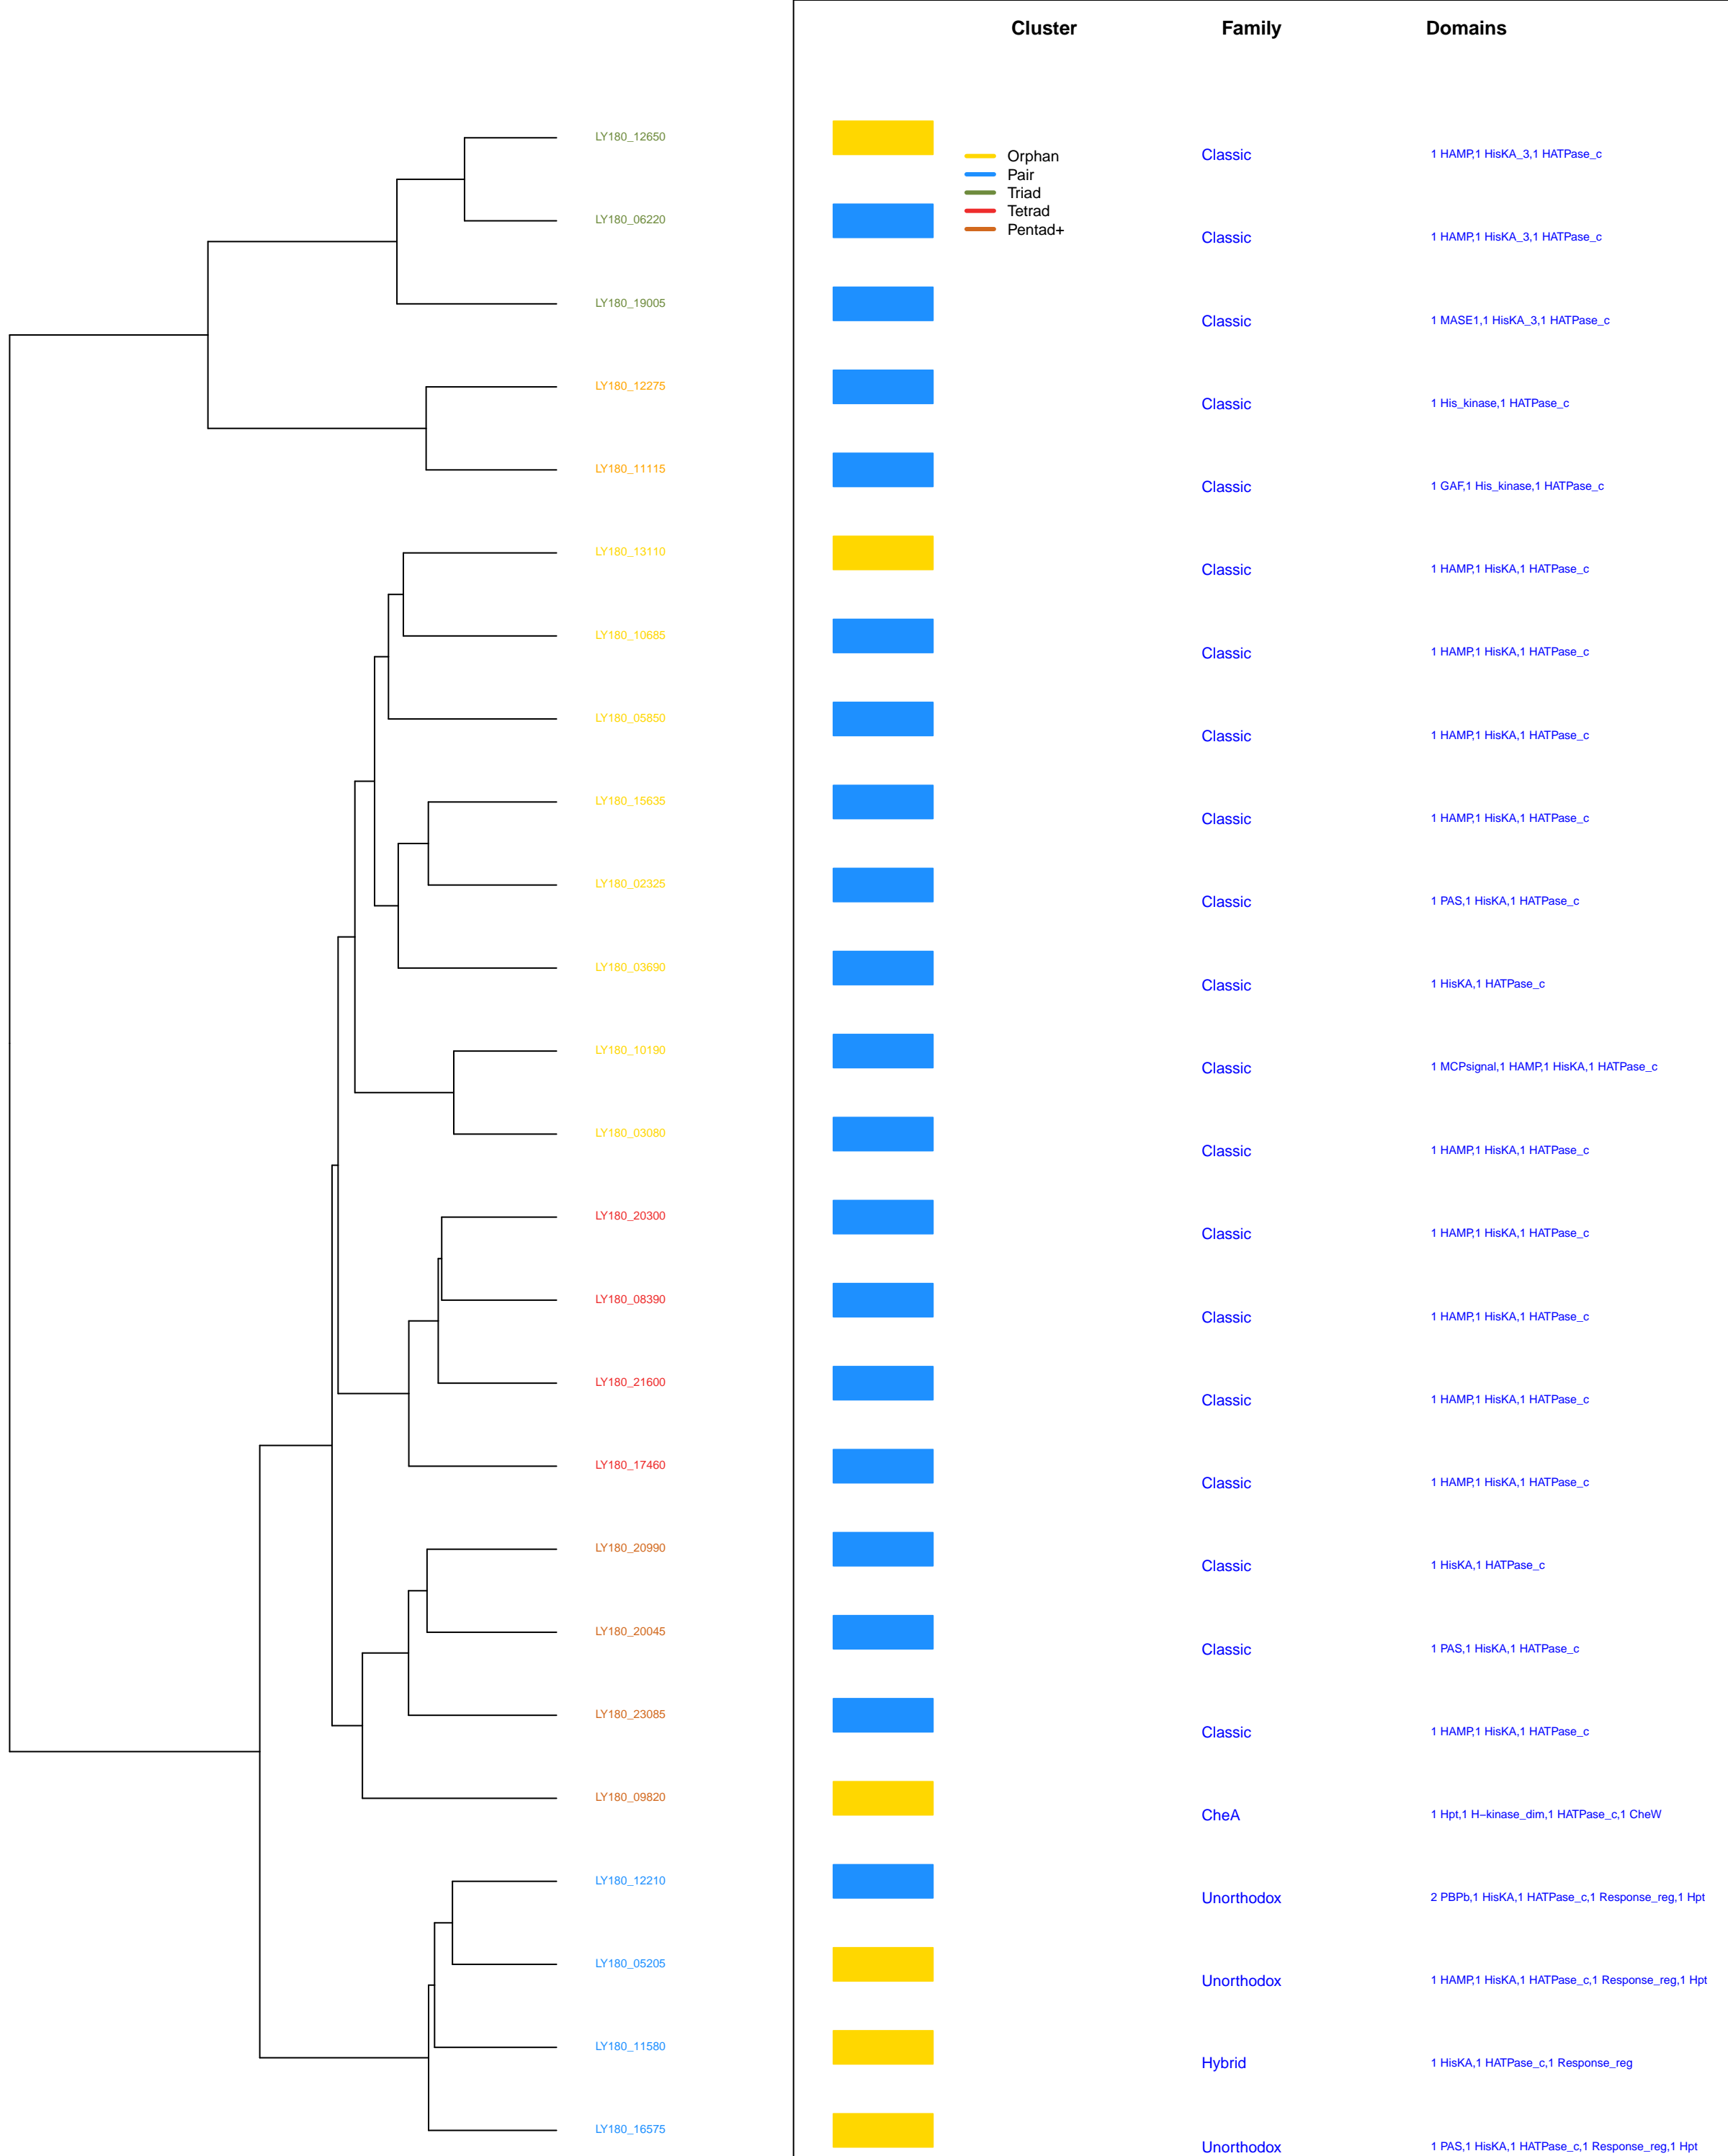 Cluster Family Domains
LY180_12650
Orphan
Classic 1 HAMP,1 HisKA_3,1 HATPase_c
Pair
Triad
Tetrad
LY180_06220
Pentad+
Classic 1 HAMP,1 HisKA_3,1 HATPase_c
LY180_19005
Classic 1 MASE1,1 HisKA_3,1 HATPase_c
LY180_12275
Classic 1 His_kinase,1 HATPase_c
LY180_11115
Classic 1 GAF,1 His_kinase,1 HATPase_c
LY180_13110
Classic 1 HAMP,1 HisKA,1 HATPase_c
LY180_10685
Classic 1 HAMP,1 HisKA,1 HATPase_c
LY180_05850
Classic 1 HAMP,1 HisKA,1 HATPase_c
LY180_15635
Classic 1 HAMP,1 HisKA,1 HATPase_c
LY180_02325
Classic 1 PAS,1 HisKA,1 HATPase_c
LY180_03690
Classic 1 HisKA,1 HATPase_c
LY180_10190
Classic 1 MCPsignal,1 HAMP,1 HisKA,1 HATPase_c
LY180_03080
Classic 1 HAMP,1 HisKA,1 HATPase_c
LY180_20300
Classic 1 HAMP,1 HisKA,1 HATPase_c
LY180_08390
Classic 1 HAMP,1 HisKA,1 HATPase_c
LY180_21600
Classic 1 HAMP,1 HisKA,1 HATPase_c
LY180_17460
Classic 1 HAMP,1 HisKA,1 HATPase_c
LY180_20990
Classic 1 HisKA,1 HATPase_c
LY180_20045
Classic 1 PAS,1 HisKA,1 HATPase_c
LY180_23085
Classic 1 HAMP,1 HisKA,1 HATPase_c
LY180_09820
CheA 1 Hpt,1 H−kinase_dim,1 HATPase_c,1 CheW
LY180_12210
Unorthodox 2 PBPb,1 HisKA,1 HATPase_c,1 Response_reg,1 Hpt
LY180_05205
Unorthodox 1 HAMP,1 HisKA,1 HATPase_c,1 Response_reg,1 Hpt
LY180_11580
Hybrid 1 HisKA,1 HATPase_c,1 Response_reg
LY180_16575
Unorthodox 1 PAS,1 HisKA,1 HATPase_c,1 Response_reg,1 Hpt